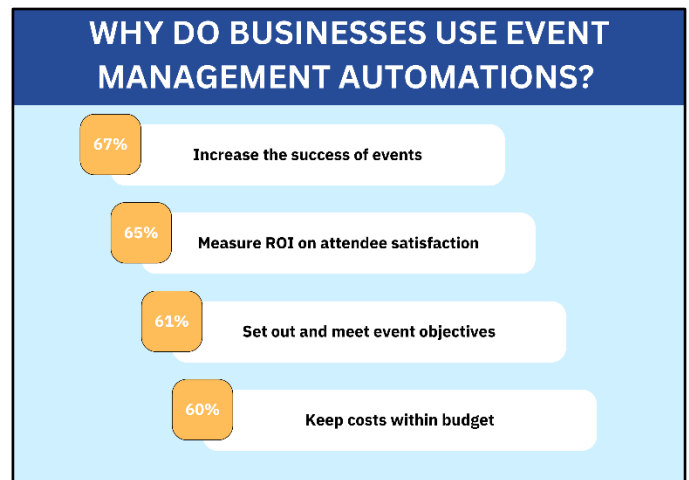 WHY DO BUSINESSES USE EVENT
MANAGEMENT AUTOMATIONS?
67%
Increase the success of events
65%
Measure ROI on attendee satisfaction
61%
Set out and meet event objectives
60%
Keep costs within budget